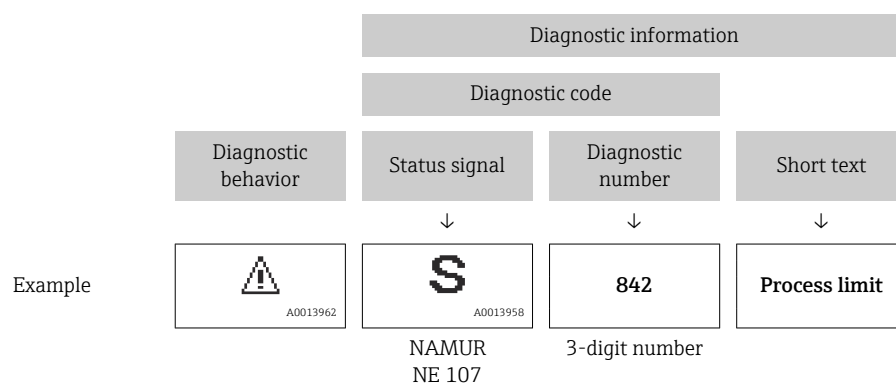 Diagnostic information
Diagnostic code
Diagnostic
behavior
Status signal
Diagnostic
number
Short text
↓ ↓ ↓
Example
A0013962
S
A0013958
842
Process limit
NAMUR
NE 107
3-digit number